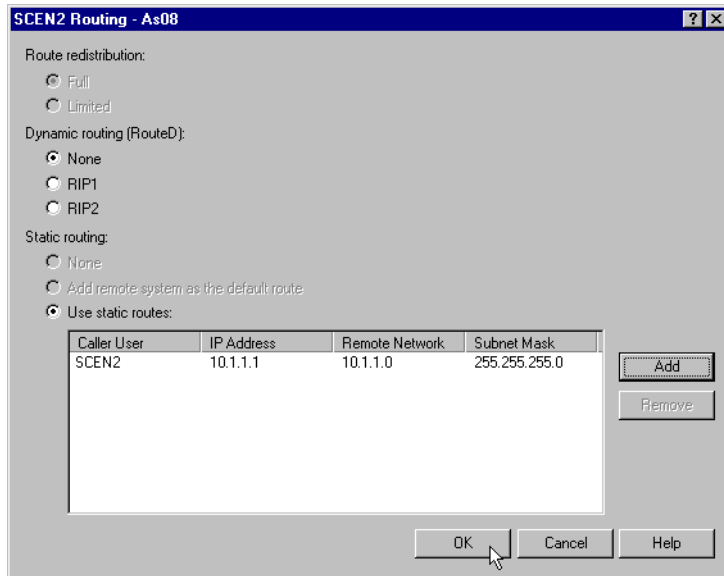 SCEN2 Routing - As08
Route redistribution:
Full
Limited
Dynamic routing (RouteD):
None
RIP1
RIP2
Static routing:
None
Add remote system as the default route
Use static routes:
Caller User IP Address Remote Network Subnet Mask
SCEN2 10.1.1.1 10.1.1.0 255.255.255.0
Add
Remove
OK Cancel Help